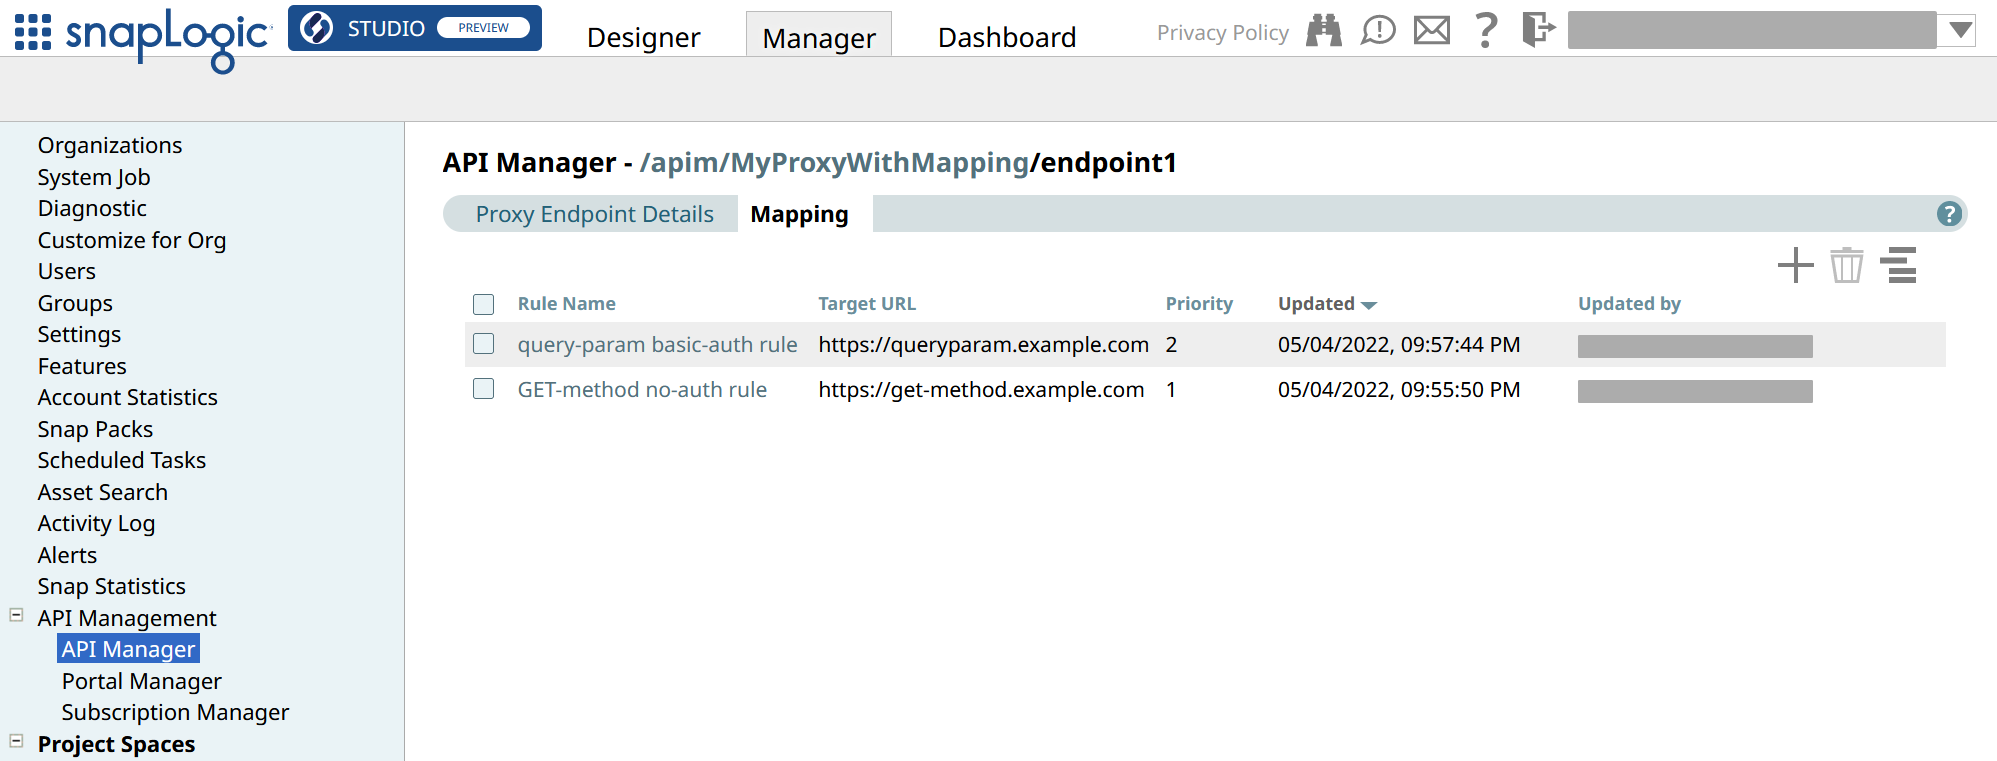 snapLogic STUDIO PREVIEW Designer Manager Dashboard Privacy Policy
Organizations
System Job
Diagnostic
Customize for Org
Users
Groups
Settings
Features
Account Statistics
Snap Packs
Scheduled Tasks
Asset Search
Activity Log
Alerts
Snap Statistics
API Management
API Manager
Portal Manager
Subscription Manager
Project Spaces
API Manager - /apim/MyProxyWithMapping/endpoint1
Proxy Endpoint Details Mapping ?
Rule Name Target URL Priority Updated Updated by
query-param basic-auth rule https://queryparam.example.com 2 05/04/2022, 09:57:44 PM
GET-method no-auth rule https://get-method.example.com 1 05/04/2022, 09:55:50 PM